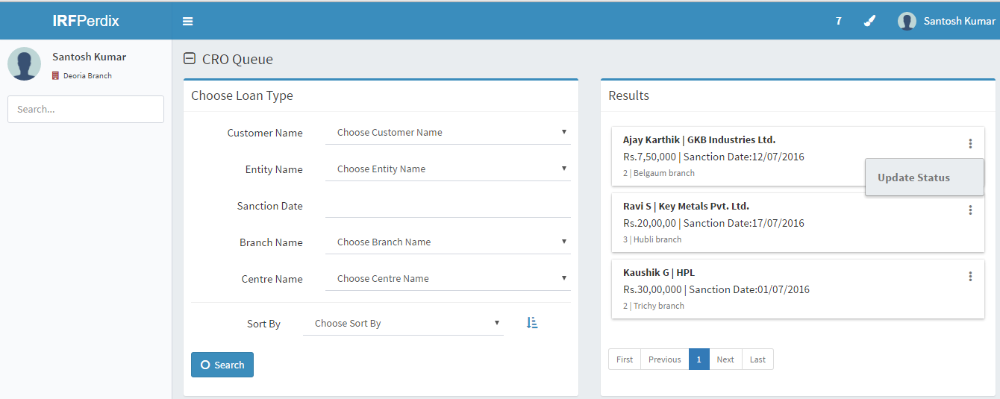 IRFPerdix
7
Santosh Kumar
Santosh Kumar
Deoria Branch
Search...
CRO Queue
Choose Loan Type
Customer Name Choose Customer Name
Entity Name Choose Entity Name
Sanction Date
Branch Name Choose Branch Name
Centre Name Choose Centre Name
Sort By Choose Sort By
Search
Results
Ajay Karthik | GKB Industries Ltd.
Rs.7,50,000 | Sanction Date:12/07/2016
2 | Belgaum branch
Update Status
Ravi S | Key Metals Pvt. Ltd.
Rs.20,00,00 | Sanction Date:17/07/2016
3 | Hubli branch
Kaushik G | HPL
Rs.30,00,000 | Sanction Date:01/07/2016
2 | Trichy branch
First Previous 1 Next Last